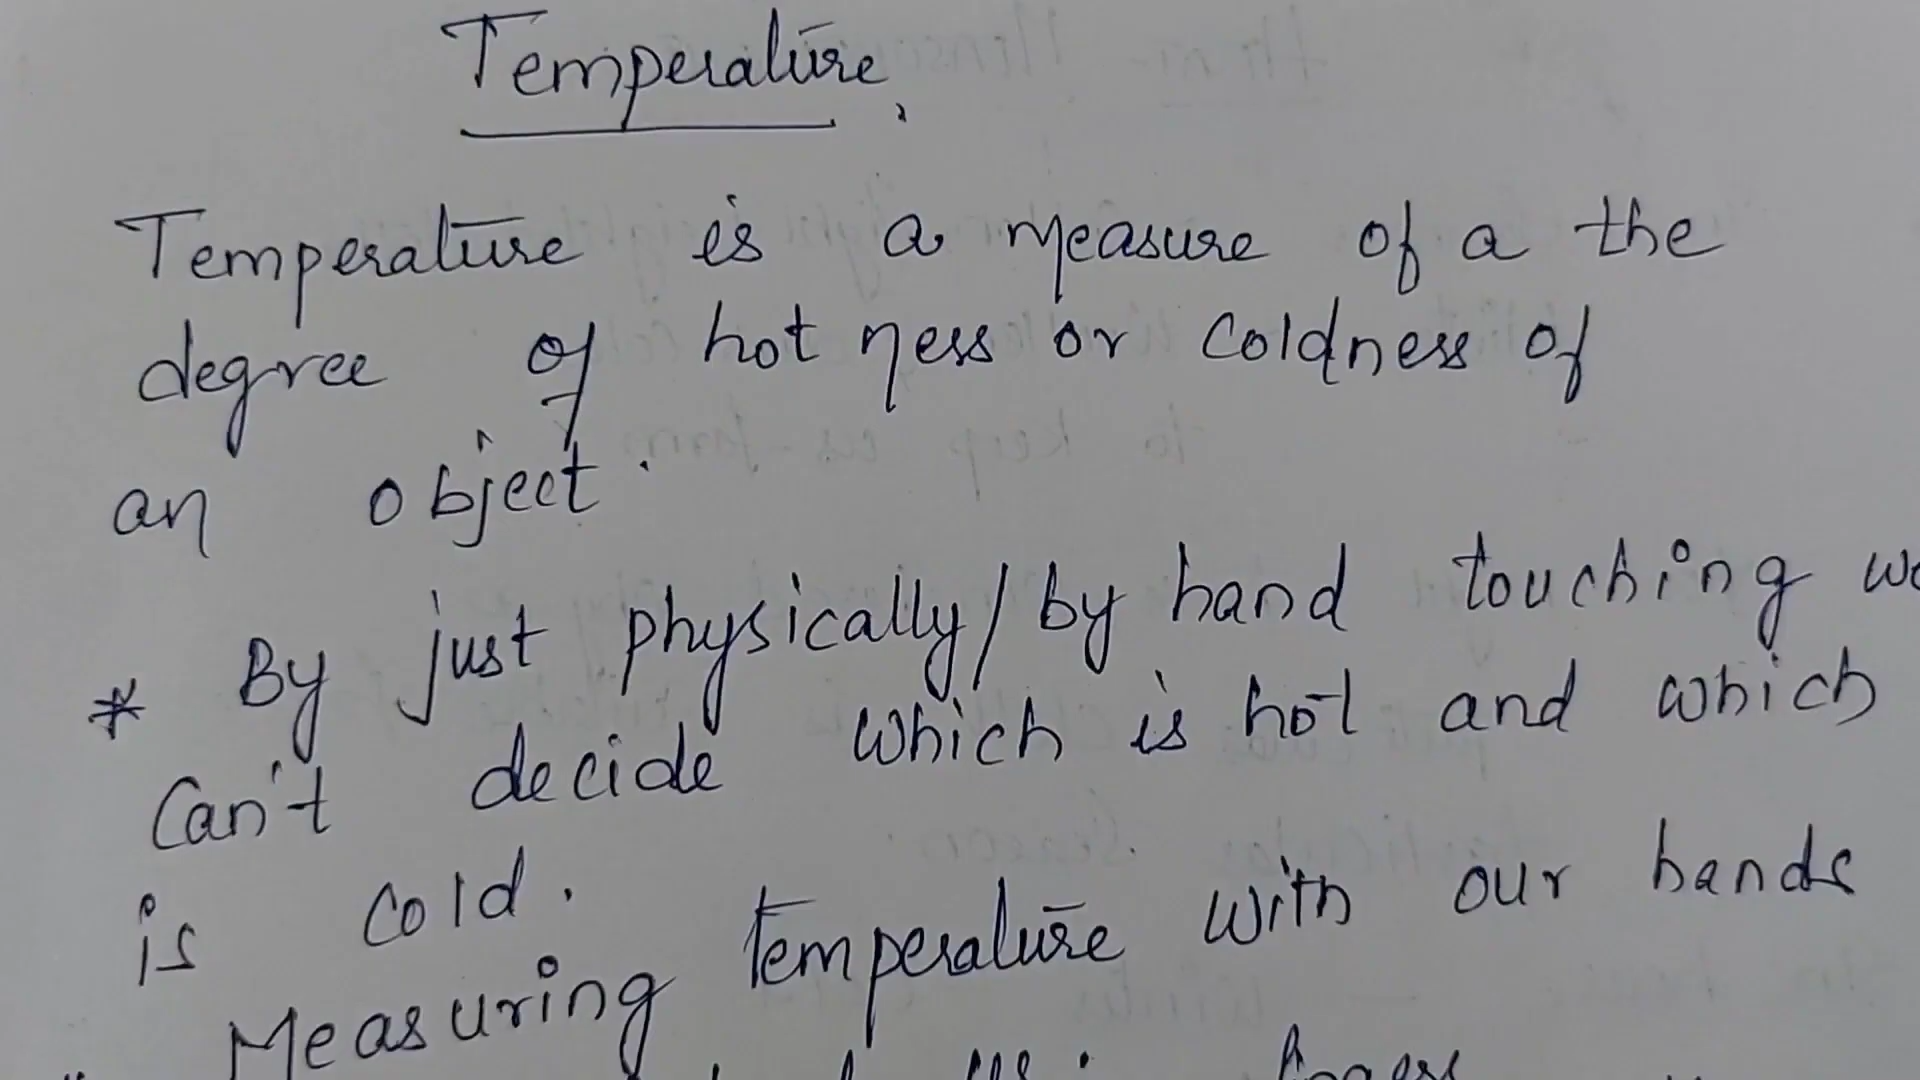 Temperature
Temperature is a measure of a the
degree of hot ness or coldness of
an object.
* By just physically/by hand touching we
can't decide which is hot and which
is cold.
Measuring temperature with our hands